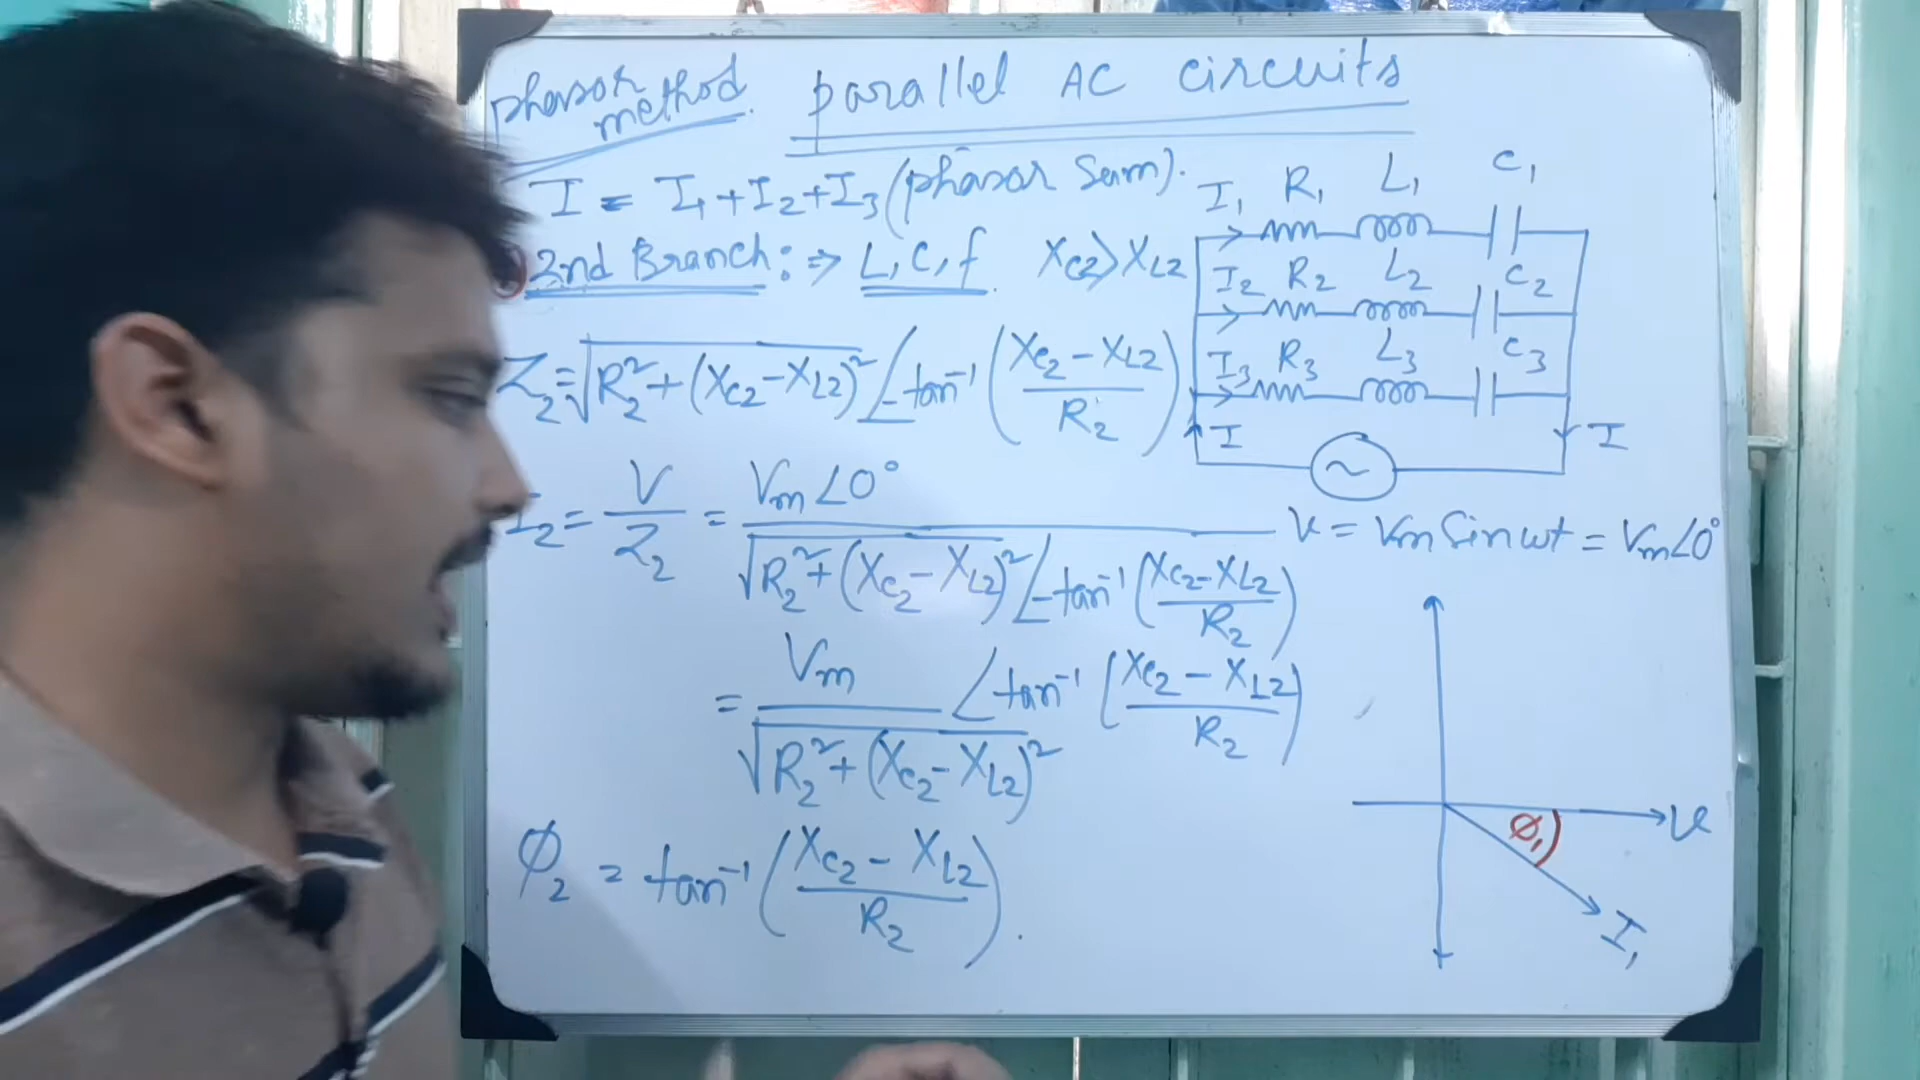 phasor method. parallel AC circuits
I = I1 + I2 + I3 (phasor sum).
2nd Branch: ⇒ L, C, f XC2 > XL2
Z2 = √R2² + (XC2 - XL2)² ∠-tan⁻¹ (XC2 - XL2 / R2)
I2 = V / Z2 = Vm∠0° / √R2² + (XC2 - XL2)² ∠-tan⁻¹ (XC2 - XL2 / R2)
= Vm / √R2² + (XC2 - XL2)² ∠tan⁻¹ (XC2 - XL2 / R2)
φ2 = tan⁻¹ (XC2 - XL2 / R2).
I1 R1 L1 C1
I2 R2 L2 C2
I3 R3 L3 C3
I ~ I
v = Vm Sin ωt = Vm∠0°
φ1 v
I1